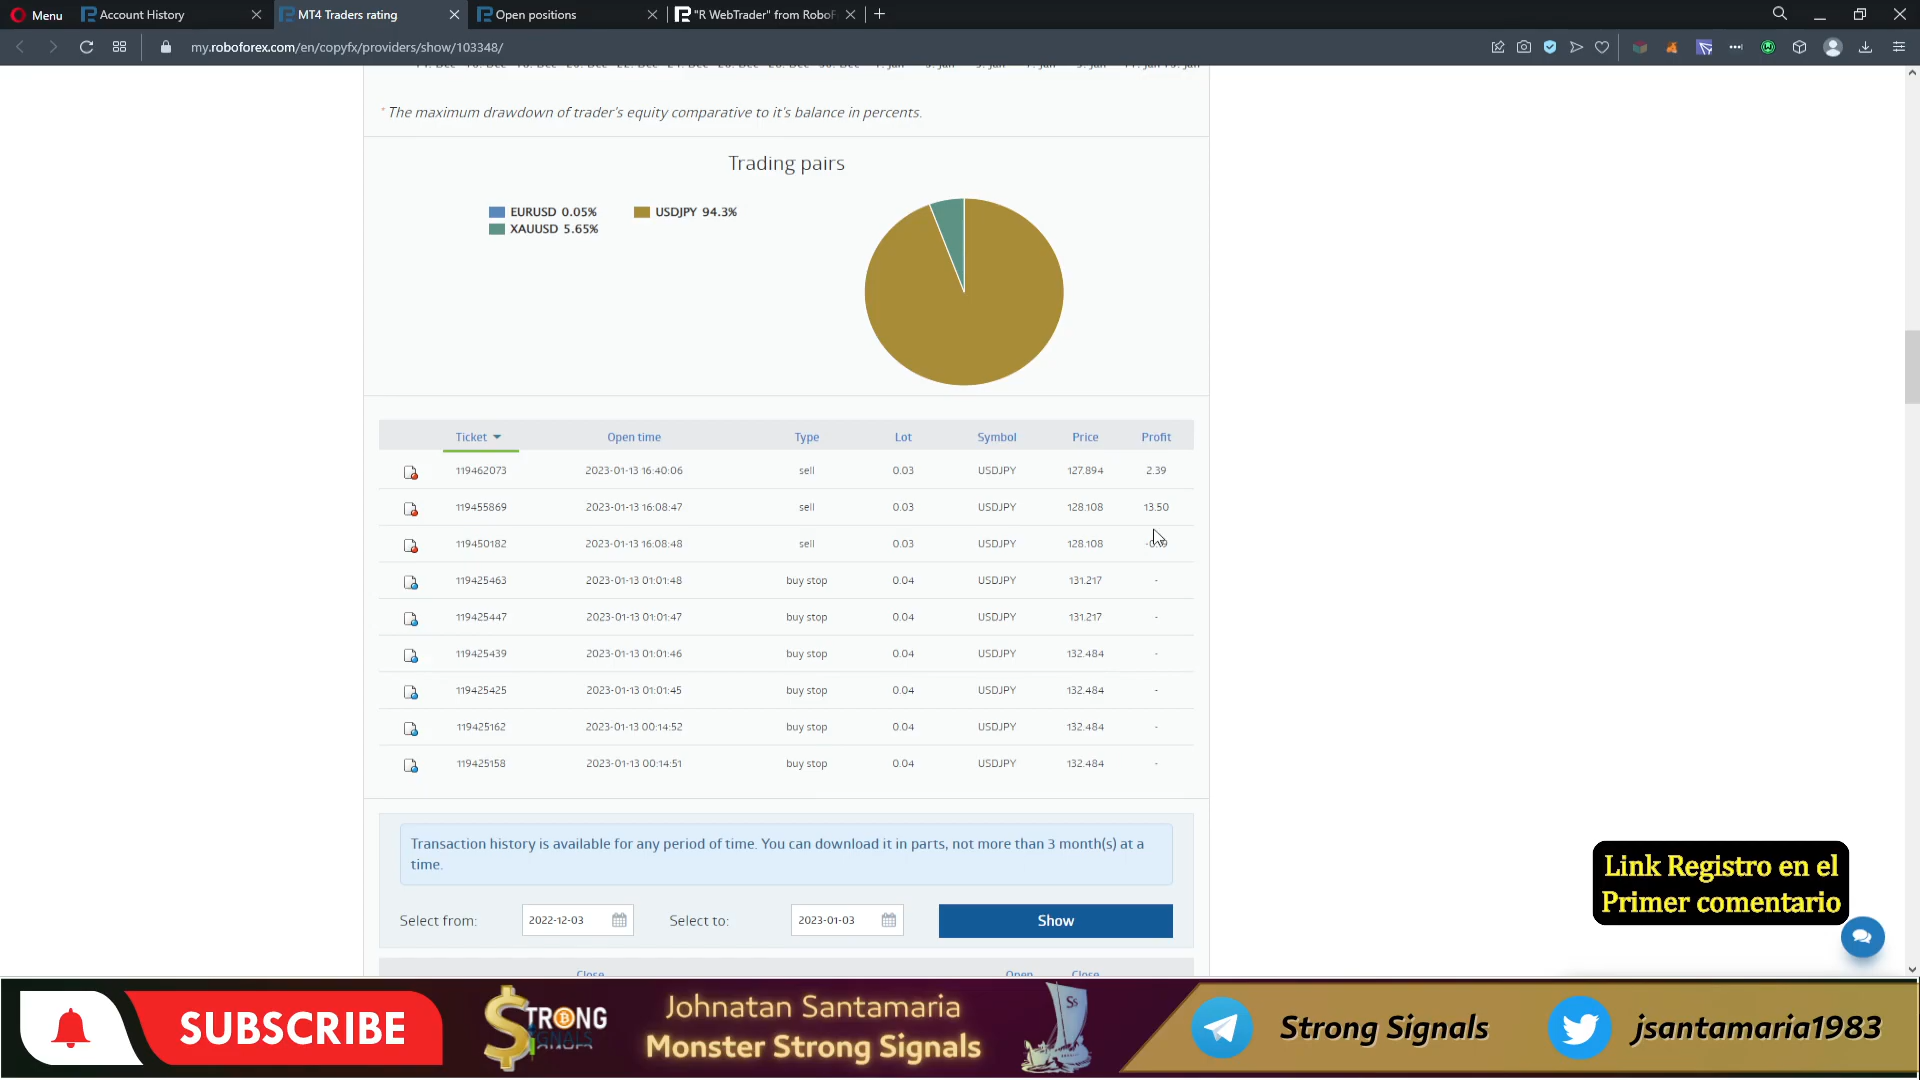 Menu
Account History
MT4 Traders rating
Open positions
"R WebTrader" from RoboF
my.roboforex.com/en/copyfx/providers/show/103348/
* The maximum drawdown of trader's equity comparative to it's balance in percents.
Trading pairs
EURUSD 0.05% USDJPY 94.3%
XAUUSD 5.65%
Ticket Open time Type Lot Symbol Price Profit
119462073 2023-01-13 16:40:06 sell 0.03 USDJPY 127.894 2.39
119455869 2023-01-13 16:08:47 sell 0.03 USDJPY 128.108 13.50
119450182 2023-01-13 16:08:48 sell 0.03 USDJPY 128.108
119425463 2023-01-13 01:01:48 buy stop 0.04 USDJPY 131.217 -
119425447 2023-01-13 01:01:47 buy stop 0.04 USDJPY 131.217 -
119425439 2023-01-13 01:01:46 buy stop 0.04 USDJPY 132.484 -
119425425 2023-01-13 01:01:45 buy stop 0.04 USDJPY 132.484 -
119425162 2023-01-13 00:14:52 buy stop 0.04 USDJPY 132.484 -
119425158 2023-01-13 00:14:51 buy stop 0.04 USDJPY 132.484 -
Transaction history is available for any period of time. You can download it in parts, not more than 3 month(s) at a
time.
Select from: 2022-12-03 Select to: 2023-01-03 Show
Close Open Close
Link Registro en el
Primer comentario
SUBSCRIBE
STRONG
SIGNALS
Johnatan Santamaria
Monster Strong Signals
Ss
Strong Signals
jsantamaria1983